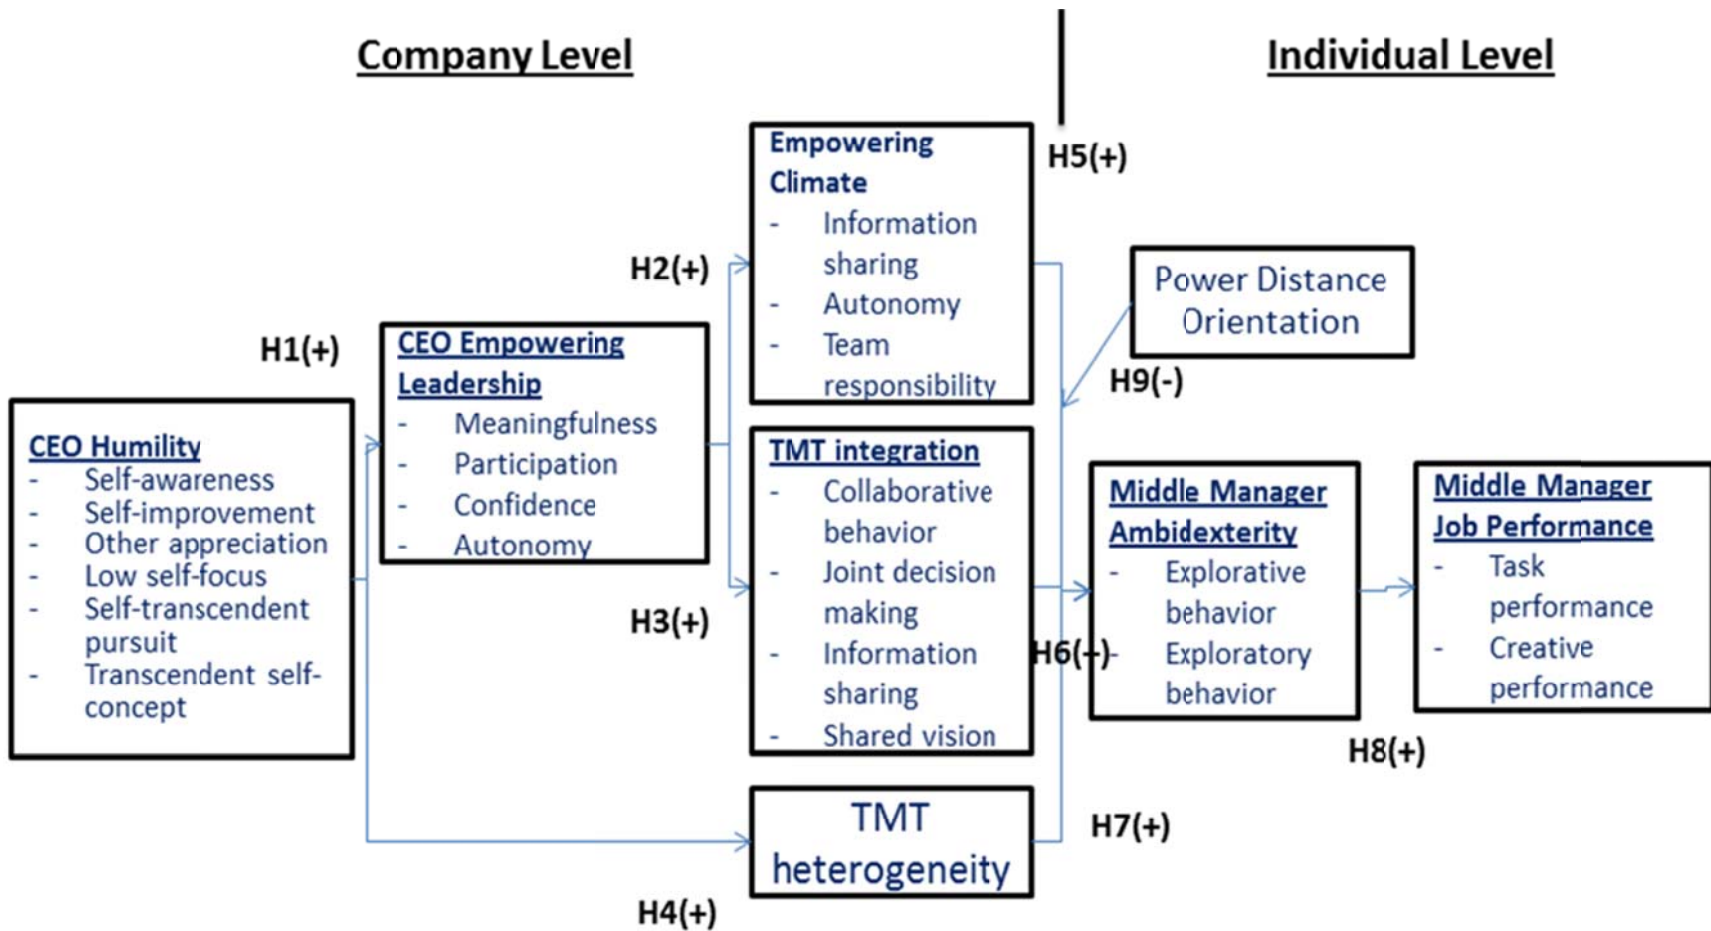 Company Level
Individual Level
H1(+)
CEO Humility
- Self-awareness
- Self-improvement
- Other appreciation
- Low self-focus
- Self-transcendent
pursuit
- Transcendent self-
concept
CEO Empowering
Leadership
- Meaningfulness
- Participation
- Confidence
- Autonomy
H2(+)
H3(+)
H4(+)
Empowering
Climate
- Information
sharing
- Autonomy
- Team
responsibility
TMT integration
- Collaborative
behavior
- Joint decision
making
- Information
sharing
- Shared vision
TMT
heterogeneity
H5(+)
Power Distance
Orientation
H9(-)
H6(+)
H7(+)
Middle Manager
Ambidexterity
- Explorative
behavior
- Exploratory
behavior
H8(+)
Middle Manager
Job Performance
- Task
performance
- Creative
performance